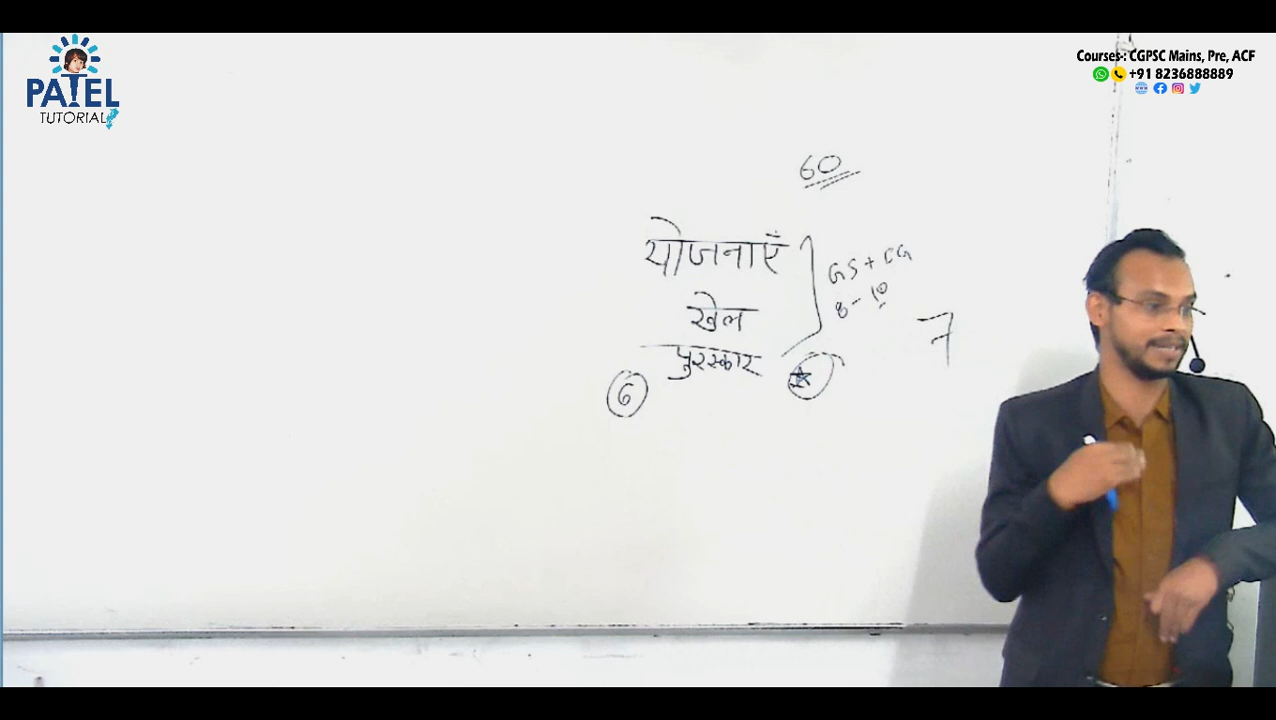 PATEL
TUTORIAL
Courses:- CGPSC Mains, Pre, ACF
+91 8236888889
60
योजनाएँ
खेल
पुरस्कार
GS + CG
8 - 10
6
7